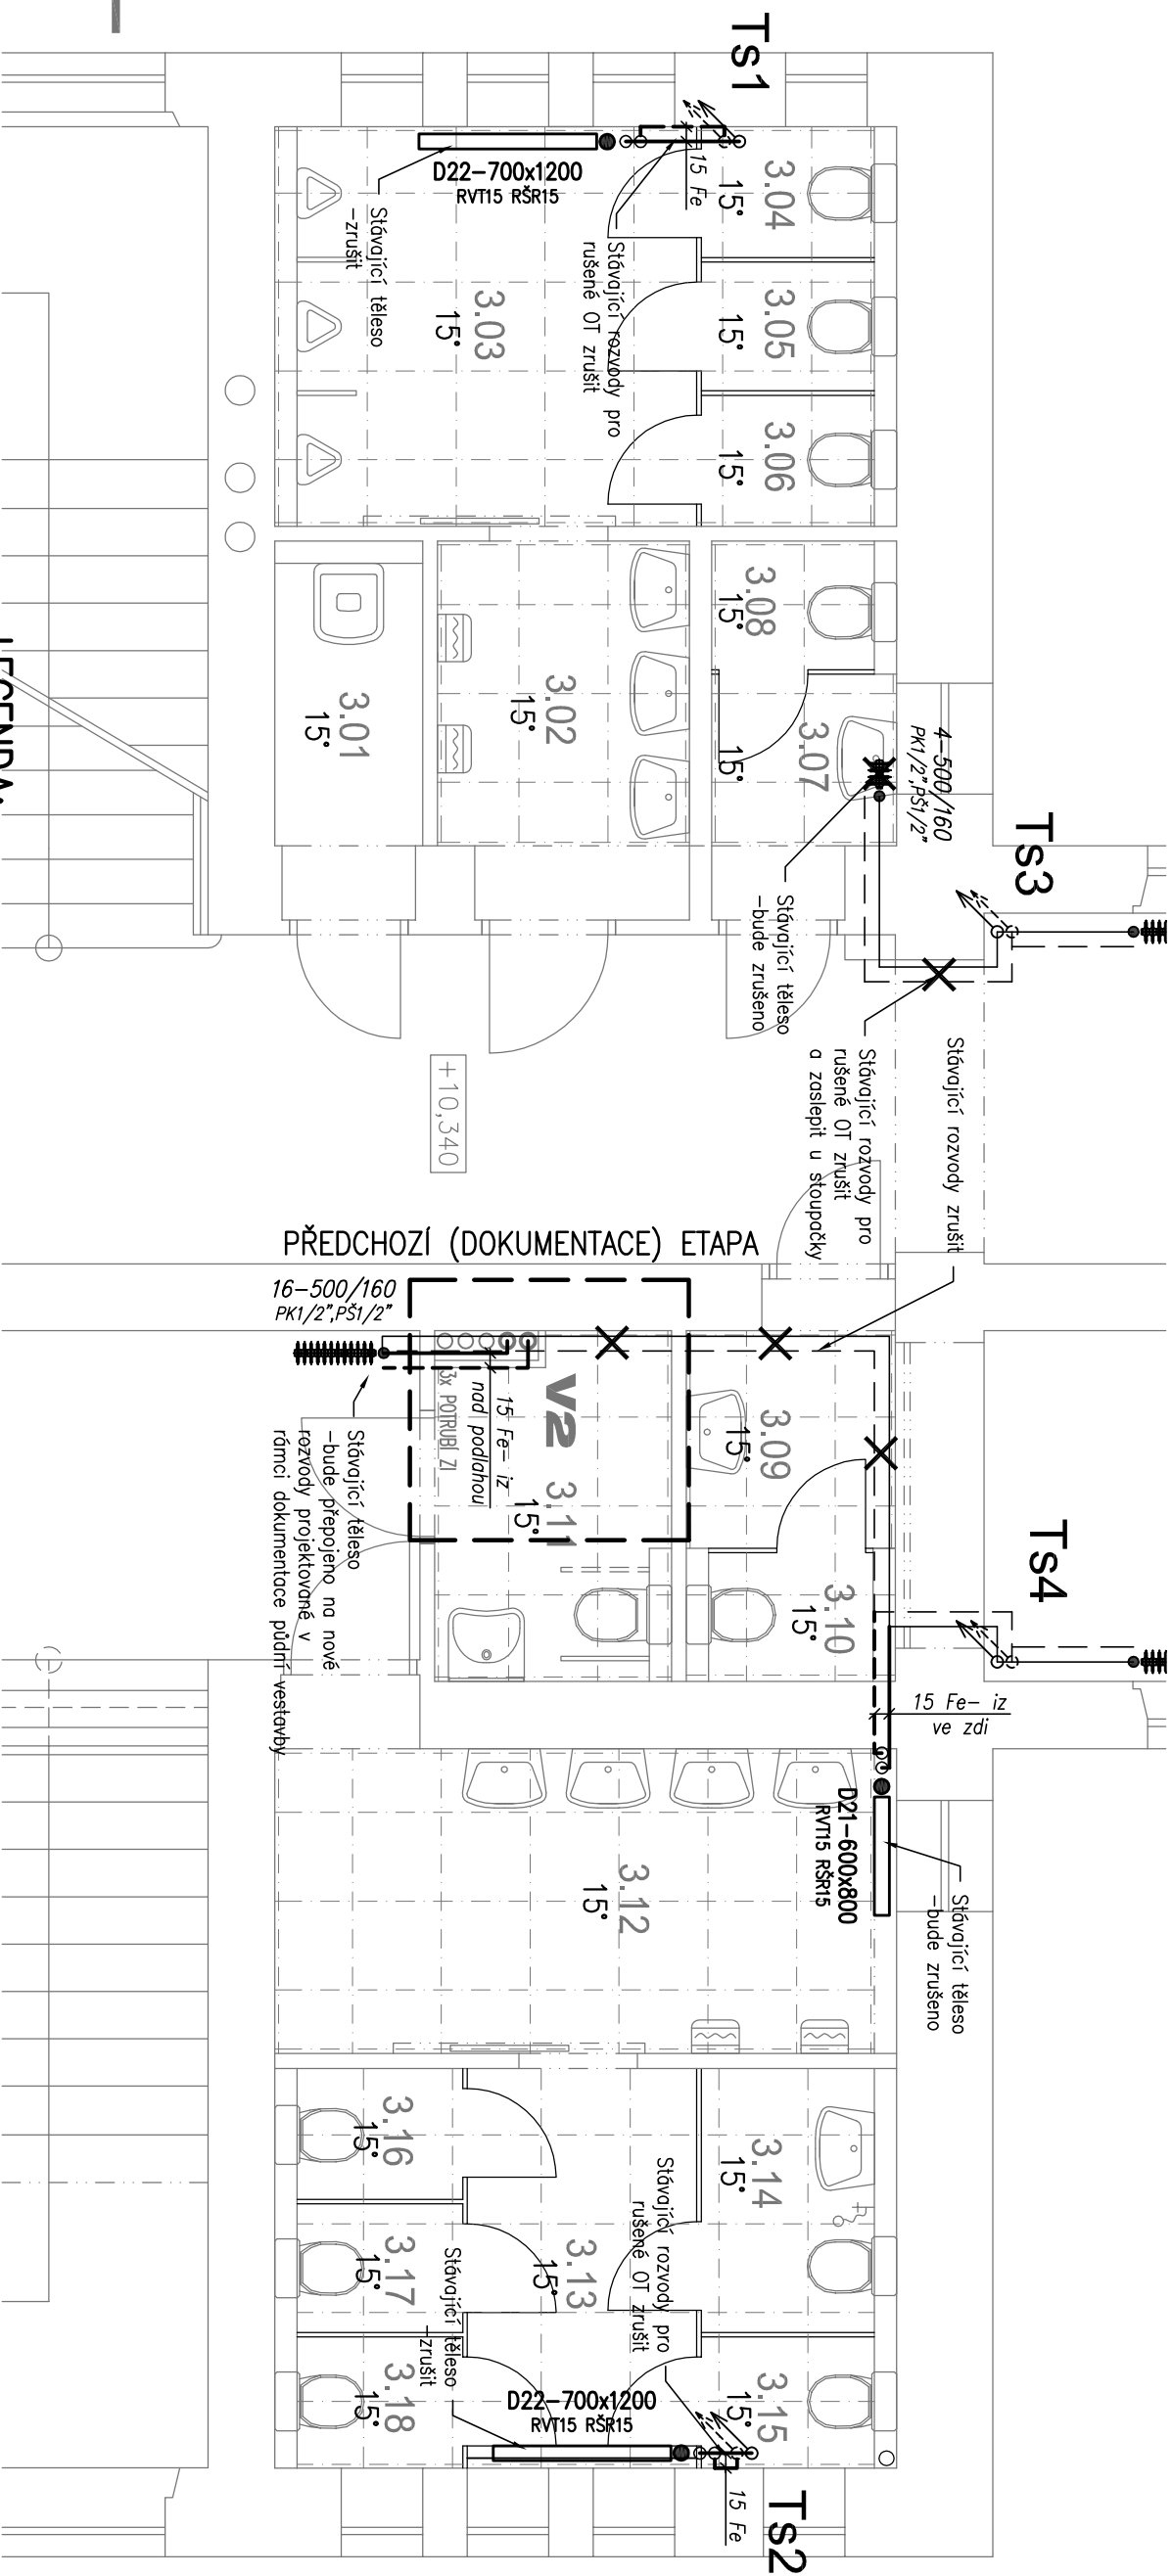 Ts1
D22-700x1200
RVT15 RŠR15
15 Fe
Stávající těleso
-zrušit
Stávající rozvody pro
rušené OT zrušit
3.04
15°
3.05
15°
3.06
15°
3.03
15°
3.08
15°
3.07
15°
3.02
15°
3.01
15°
4-500/160
PK1/2",PŠ1/2"
Ts3
Stávající těleso
-bude zrušeno
Stávající rozvody pro
rušené OT zrušit
a zaslepit u stoupačky
Stávající rozvody zrušit
+10,340
LEGENDA:
PŘEDCHOZÍ (DOKUMENTACE) ETAPA
16-500/160
PK1/2",PŠ1/2"
3x POTRUBÍ ZI
15 Fe- iz
nad podlahou
V2
3.11
15°
3.09
15°
3.10
15°
Ts4
Stávající těleso
-bude přepojeno na nové
rozvody projektované v
rámci dokumentace půdní vestavby
15 Fe- iz
ve zdi
D21-600x800
RVT15 RŠR15
Stávající těleso
-bude zrušeno
3.12
15°
3.14
15°
3.16
15°
3.17
15°
3.13
15°
3.18
15°
3.15
15°
Stávající rozvody pro
rušené OT zrušit
Stávající těleso
-zrušit
D22-700x1200
RVT15 RŠR15
15 Fe
Ts2